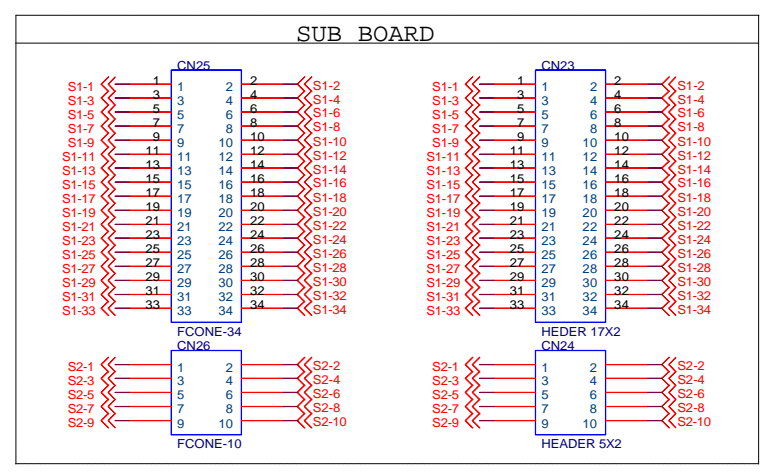 SUB BOARD
CN25 CN23
S1-1 1 1 2 2 S1-2 S1-1 1 1 2 2 S1-2
S1-3 3 3 4 4 S1-4 S1-3 3 3 4 4 S1-4
S1-5 5 5 6 6 S1-6 S1-5 5 5 6 6 S1-6
S1-7 7 7 8 8 S1-8 S1-7 7 7 8 8 S1-8
S1-9 9 9 10 10 S1-10 S1-9 9 9 10 10 S1-10
S1-11 11 11 12 12 S1-12 S1-11 11 11 12 12 S1-12
S1-13 13 13 14 14 S1-14 S1-13 13 13 14 14 S1-14
S1-15 15 15 16 16 S1-16 S1-15 15 15 16 16 S1-16
S1-17 17 17 18 18 S1-18 S1-17 17 17 18 18 S1-18
S1-19 19 19 20 20 S1-20 S1-19 19 19 20 20 S1-20
S1-21 21 21 22 22 S1-22 S1-21 21 21 22 22 S1-22
S1-23 23 23 24 24 S1-24 S1-23 23 23 24 24 S1-24
S1-25 25 25 26 26 S1-26 S1-25 25 25 26 26 S1-26
S1-27 27 27 28 28 S1-28 S1-27 27 27 28 28 S1-28
S1-29 29 29 30 30 S1-30 S1-29 29 29 30 30 S1-30
S1-31 31 31 32 32 S1-32 S1-31 31 31 32 32 S1-32
S1-33 33 33 34 34 S1-34 S1-33 33 33 34 34 S1-34
FCONE-34 HEDER 17X2
CN26 CN24
S2-1 1 2 S2-2 S2-1 1 2 S2-2
S2-3 3 4 S2-4 S2-3 3 4 S2-4
S2-5 5 6 S2-6 S2-5 5 6 S2-6
S2-7 7 8 S2-8 S2-7 7 8 S2-8
S2-9 9 10 S2-10 S2-9 9 10 S2-10
FCONE-10 HEADER 5X2